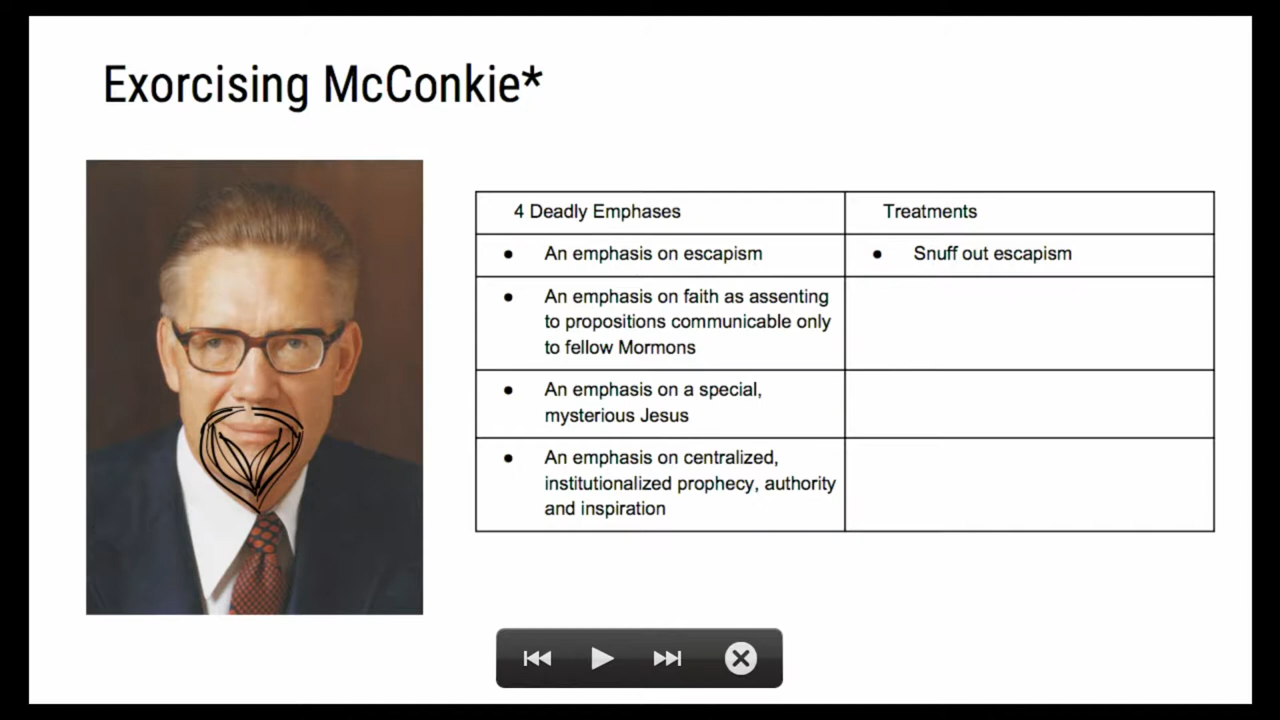 Exorcising McConkie*
4 Deadly Emphases
Treatments
• An emphasis on escapism
• Snuff out escapism
• An emphasis on faith as assenting
to propositions communicable only
to fellow Mormons
• An emphasis on a special,
mysterious Jesus
• An emphasis on centralized,
institutionalized prophecy, authority
and inspiration